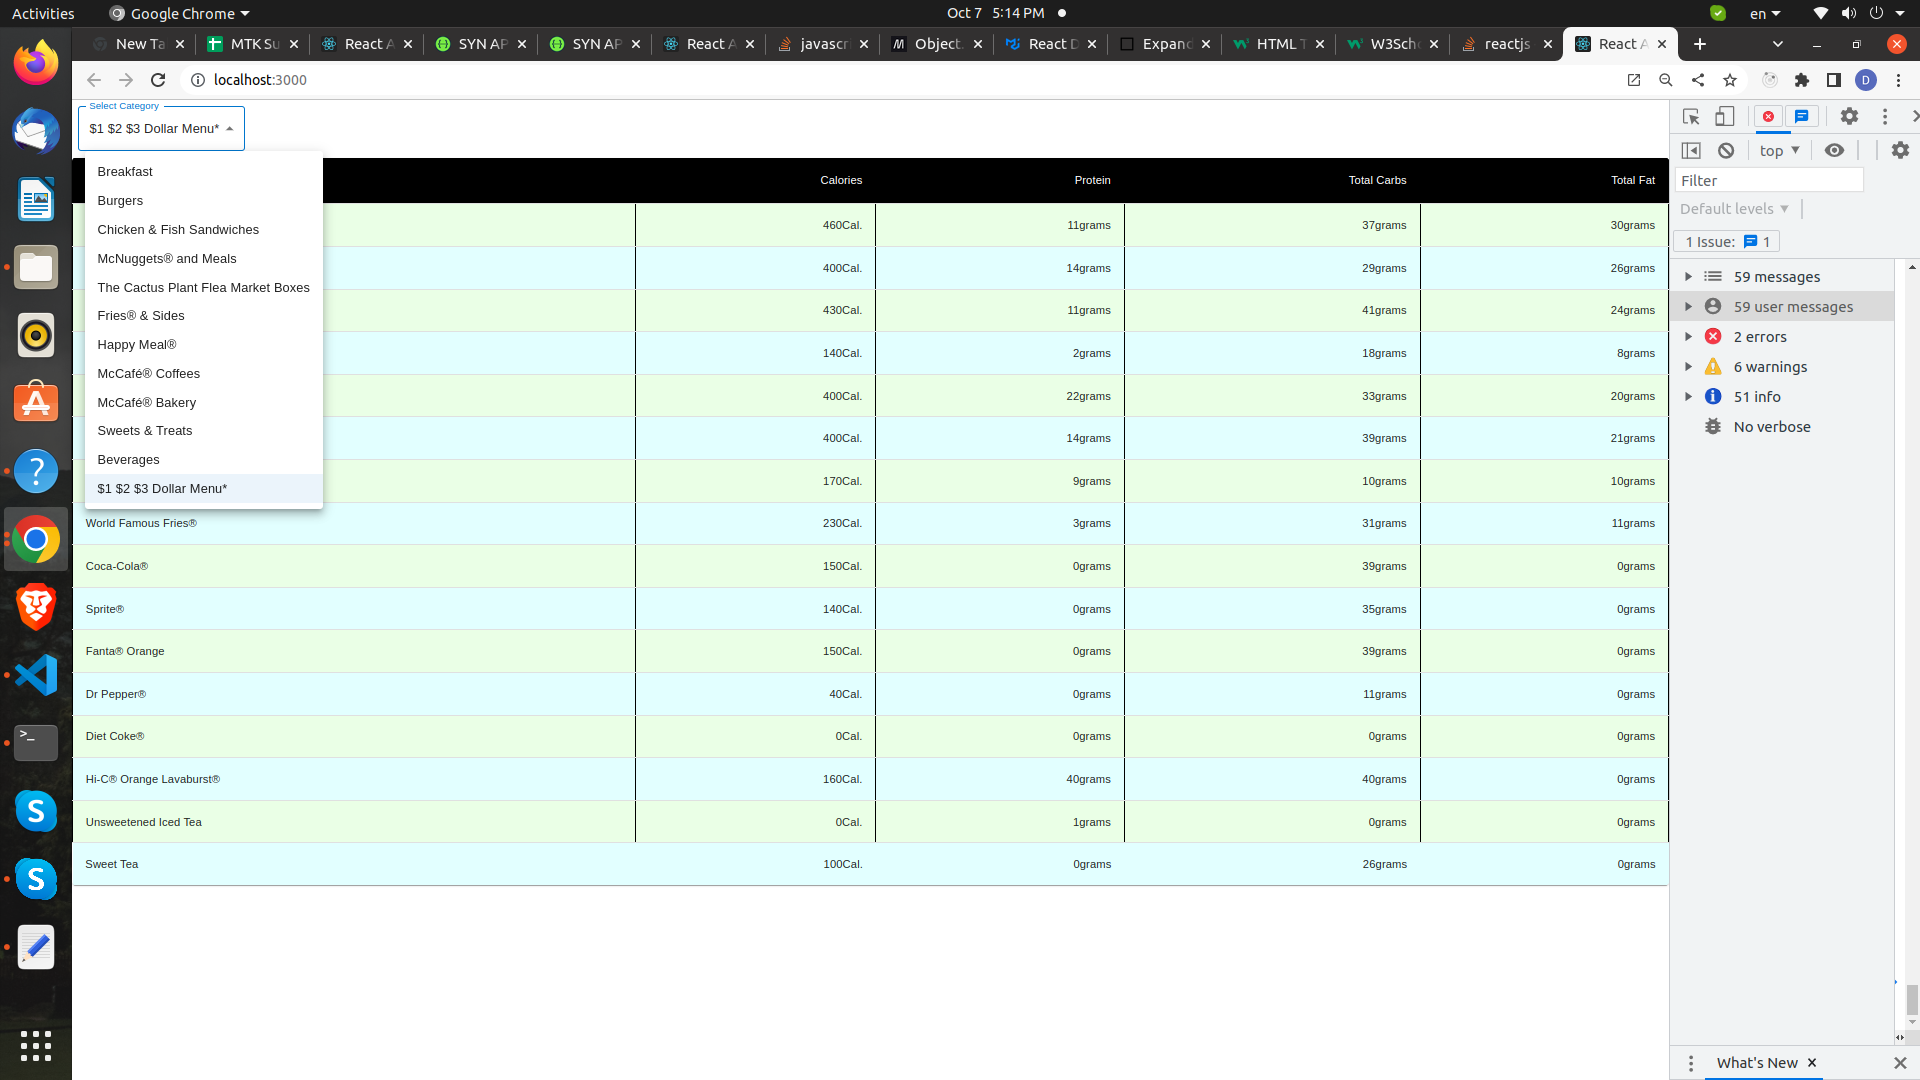 Activities
Google Chrome
Oct 7 5:14 PM
en
New Ta
MTK Su
React A
SYN AP
SYN AP
React A
javascri
Object.
React D
Expand
HTML T
W3Scho
reactjs
React A
localhost:3000
D
Select Category
$1 $2 $3 Dollar Menu*
Breakfast
Burgers
Chicken & Fish Sandwiches
McNuggets® and Meals
The Cactus Plant Flea Market Boxes
Fries® & Sides
Happy Meal®
McCafé® Coffees
McCafé® Bakery
Sweets & Treats
Beverages
$1 $2 $3 Dollar Menu*
Calories Protein Total Carbs Total Fat
460Cal. 11grams 37grams 30grams
400Cal. 14grams 29grams 26grams
430Cal. 11grams 41grams 24grams
140Cal. 2grams 18grams 8grams
400Cal. 22grams 33grams 20grams
400Cal. 14grams 39grams 21grams
170Cal. 9grams 10grams 10grams
World Famous Fries® 230Cal. 3grams 31grams 11grams
Coca-Cola® 150Cal. 0grams 39grams 0grams
Sprite® 140Cal. 0grams 35grams 0grams
Fanta® Orange 150Cal. 0grams 39grams 0grams
Dr Pepper® 40Cal. 0grams 11grams 0grams
Diet Coke® 0Cal. 0grams 0grams 0grams
Hi-C® Orange Lavaburst® 160Cal. 40grams 40grams 0grams
Unsweetened Iced Tea 0Cal. 1grams 0grams 0grams
Sweet Tea 100Cal. 0grams 26grams 0grams
top
Filter
Default levels
1 Issue: 1
59 messages
59 user messages
2 errors
6 warnings
51 info
No verbose
What's New